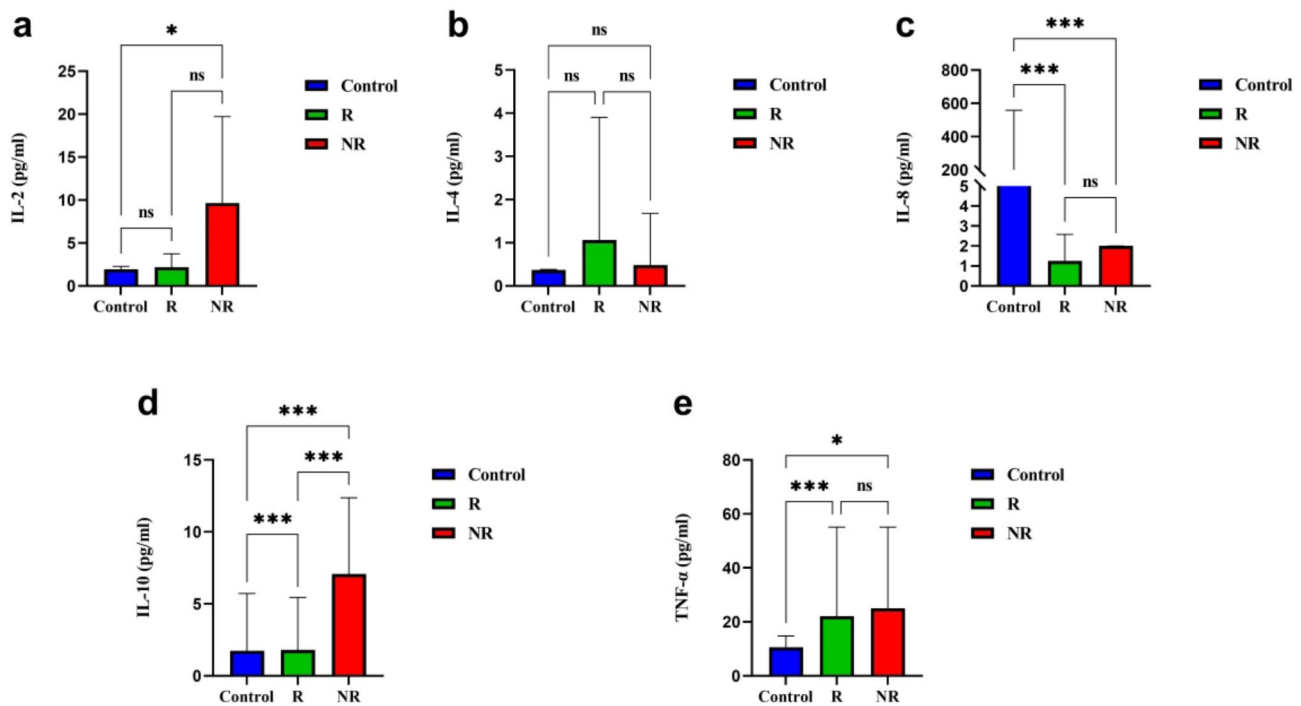 a
*
ns
ns
IL-2 (pg/ml)
25
20
15
10
5
0
Control
R
NR
Control
R
NR
b
ns
ns
ns
IL-4 (pg/ml)
5
4
3
2
1
0
Control
R
NR
Control
R
NR
c
***
***
ns
IL-8 (pg/ml)
800
600
400
200
5
4
3
2
1
0
Control
R
NR
Control
R
NR
d
***
***
***
IL-10 (pg/ml)
15
10
5
0
Control
R
NR
Control
R
NR
e
*
***
ns
TNF-α (pg/ml)
80
60
40
20
0
Control
R
NR
Control
R
NR